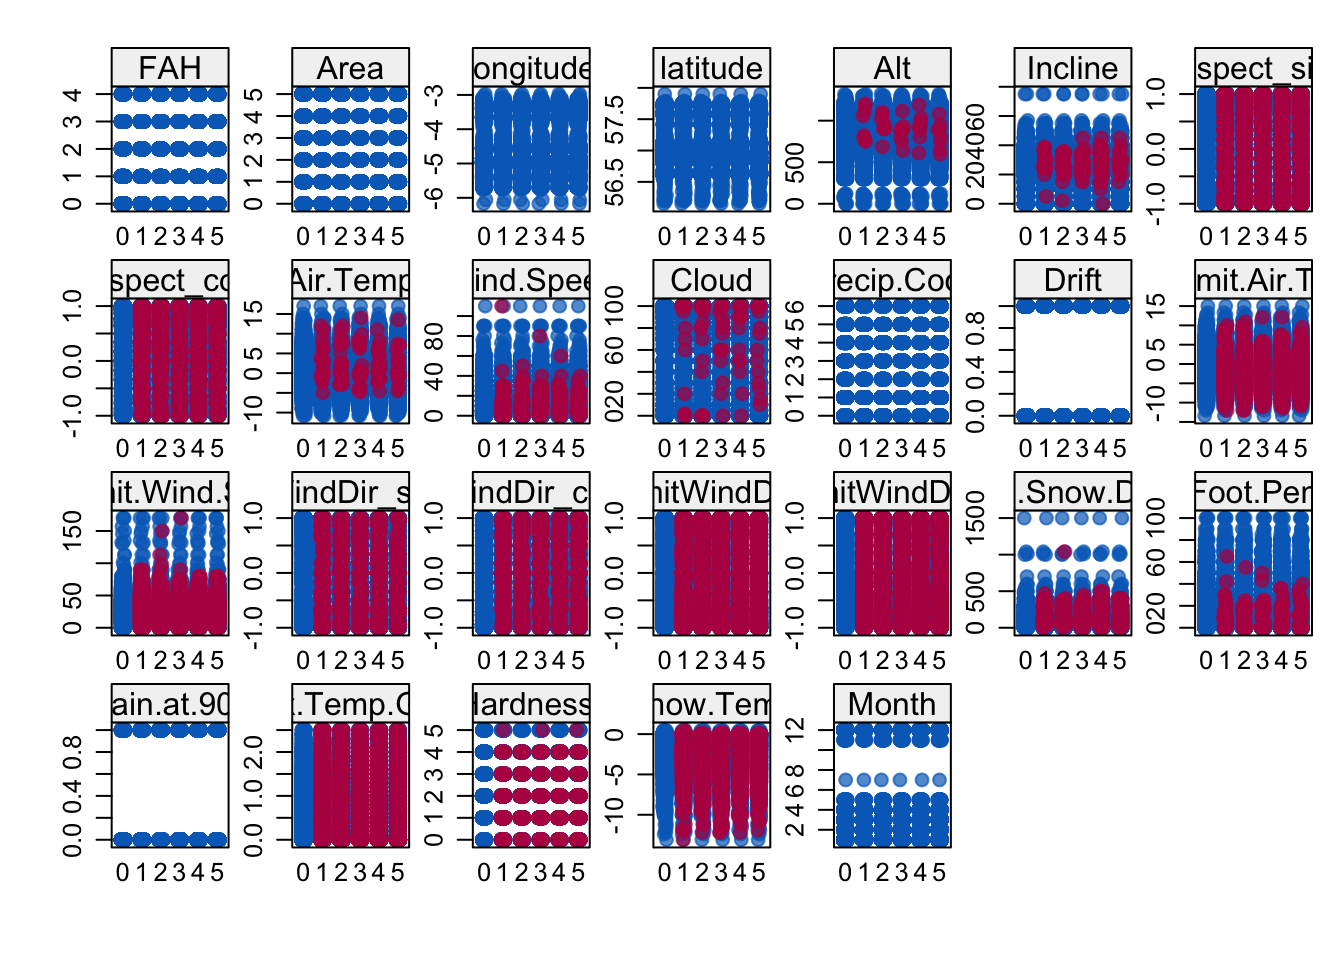 FAH Area ongitude latitude Alt Incline spect_si
0 1 2 3 4
0 1 2 3 4 5
-6 -5 -4 -3
56.5 57.5
0 500
0 20 40 60
-1.0 0.0 1.0
0 1 2 3 4 5 0 1 2 3 4 5 0 1 2 3 4 5 0 1 2 3 4 5 0 1 2 3 4 5 0 1 2 3 4 5 0 1 2 3 4 5
spect_co Air.Temp ind.Spee Cloud ecip.Coc Drift mit.Air.T
-1.0 0.0 1.0
-10 0 5 15
0 40 80
0 20 60 100
0 1 2 3 4 5 6
0.0 0.4 0.8
-10 0 5 15
0 1 2 3 4 5 0 1 2 3 4 5 0 1 2 3 4 5 0 1 2 3 4 5 0 1 2 3 4 5 0 1 2 3 4 5 0 1 2 3 4 5
nit.Wind.S indDir_s indDir_c nitWindD nitWindD .Snow.D Foot.Pen
0 50 150
-1.0 0.0 1.0
-1.0 0.0 1.0
-1.0 0.0 1.0
-1.0 0.0 1.0
0 500 1500
0 20 60 100
0 1 2 3 4 5 0 1 2 3 4 5 0 1 2 3 4 5 0 1 2 3 4 5 0 1 2 3 4 5 0 1 2 3 4 5 0 1 2 3 4 5
ain.at.90 .Temp.G Hardness now.Tem Month
0.0 0.4 0.8
0.0 1.0 2.0
0 1 2 3 4 5
-10 -5 0
2 4 6 8 12
0 1 2 3 4 5 0 1 2 3 4 5 0 1 2 3 4 5 0 1 2 3 4 5 0 1 2 3 4 5